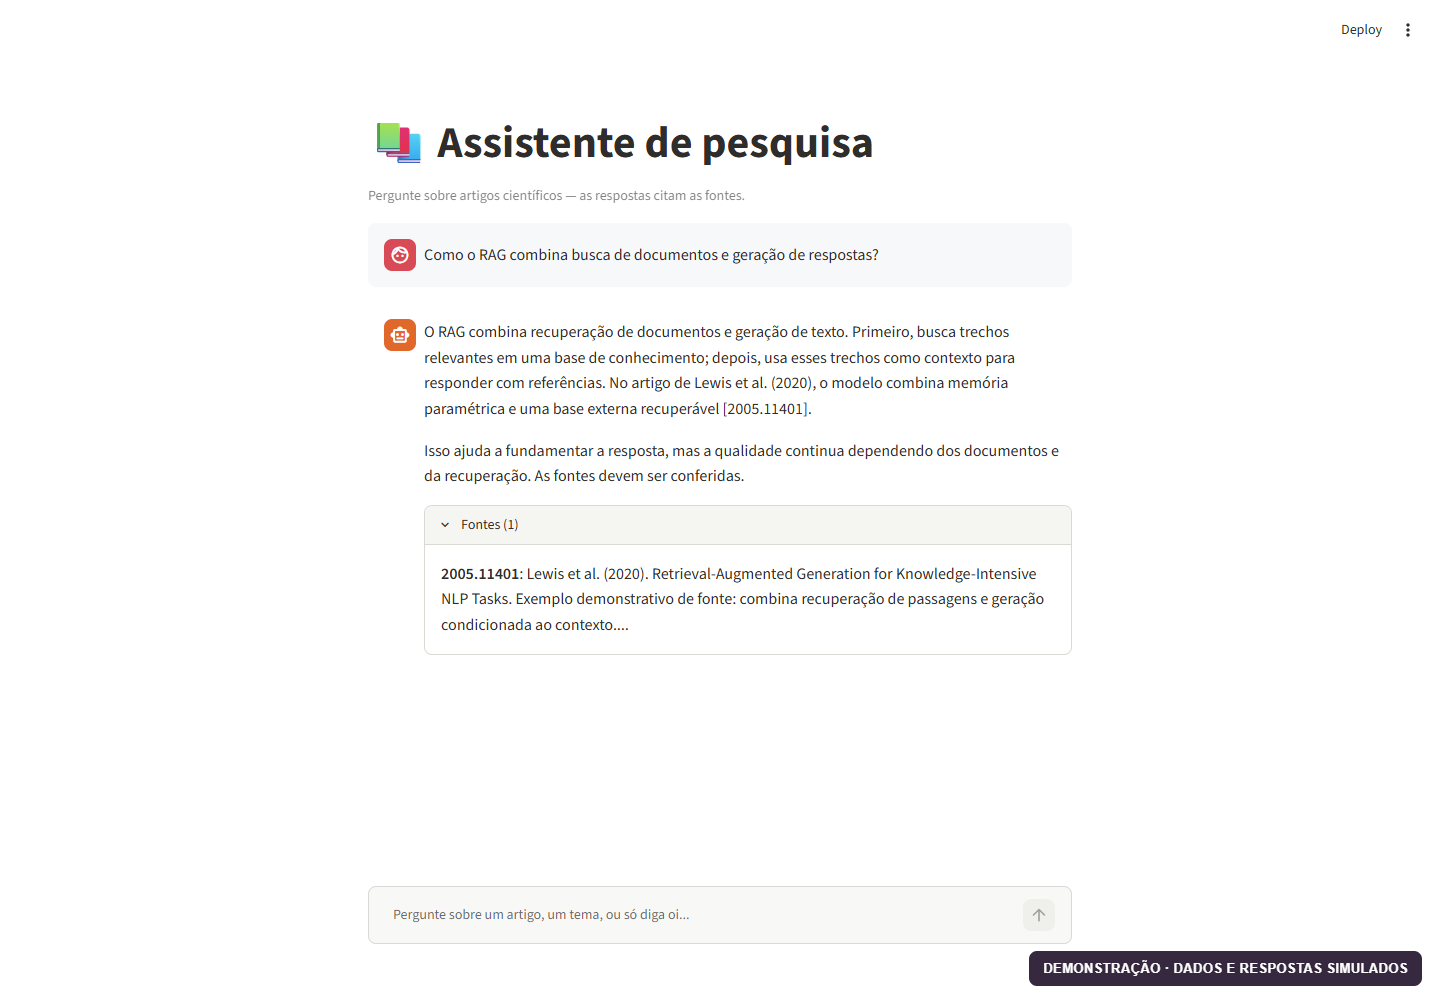 Deploy
Assistente de pesquisa
Pergunte sobre artigos científicos — as respostas citam as fontes.
Como o RAG combina busca de documentos e geração de respostas?
O RAG combina recuperação de documentos e geração de texto. Primeiro, busca trechos
relevantes em uma base de conhecimento; depois, usa esses trechos como contexto para
responder com referências. No artigo de Lewis et al. (2020), o modelo combina memória
paramétrica e uma base externa recuperável [2005.11401].
Isso ajuda a fundamentar a resposta, mas a qualidade continua dependendo dos documentos e
da recuperação. As fontes devem ser conferidas.
Fontes (1)
2005.11401: Lewis et al. (2020). Retrieval-Augmented Generation for Knowledge-Intensive
NLP Tasks. Exemplo demonstrativo de fonte: combina recuperação de passagens e geração
condicionada ao contexto....
Pergunte sobre um artigo, um tema, ou só diga oi...
DEMONSTRAÇÃO · DADOS E RESPOSTAS SIMULADOS